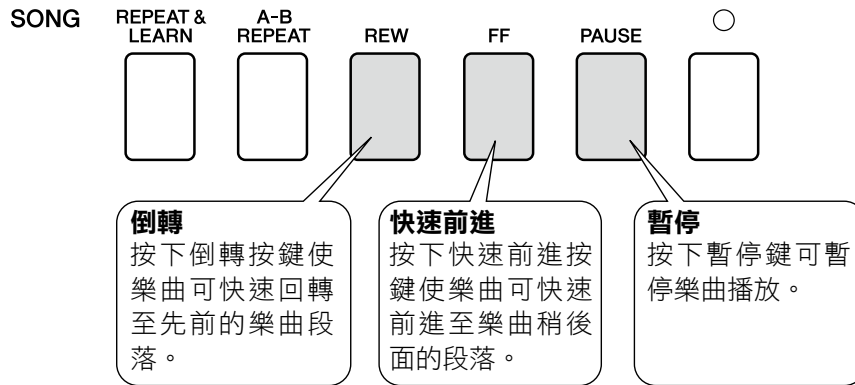 SONG
REPEAT &
LEARN
A-B
REPEAT
REW
FF
PAUSE
倒轉
按下倒轉按鍵使
樂曲可快速回轉
至先前的樂曲段
落。
快速前進
按下快速前進按
鍵使樂曲可快速
前進至樂曲稍後
面的段落。
暫停
按下暫停鍵可暫
停樂曲播放。